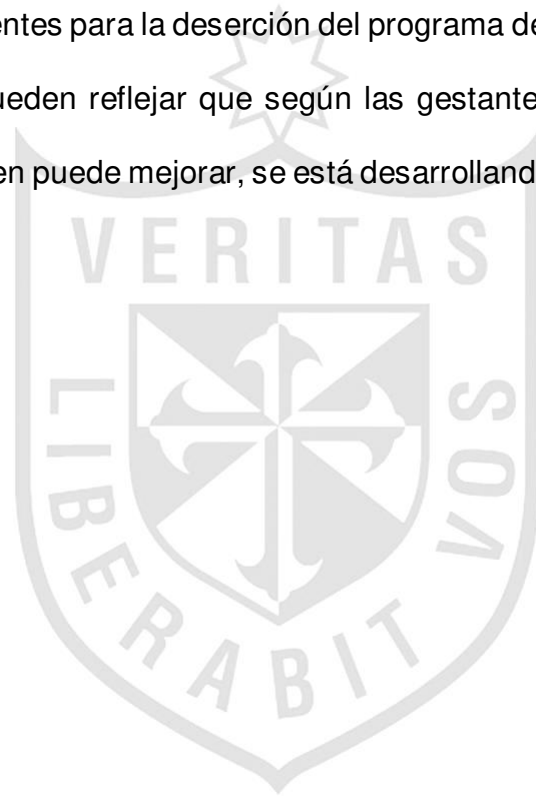 entes para la deserción del programa de
ueden reflejar que según las gestante
en puede mejorar, se está desarrolland
VERITAS
LIBERABIT
VOS